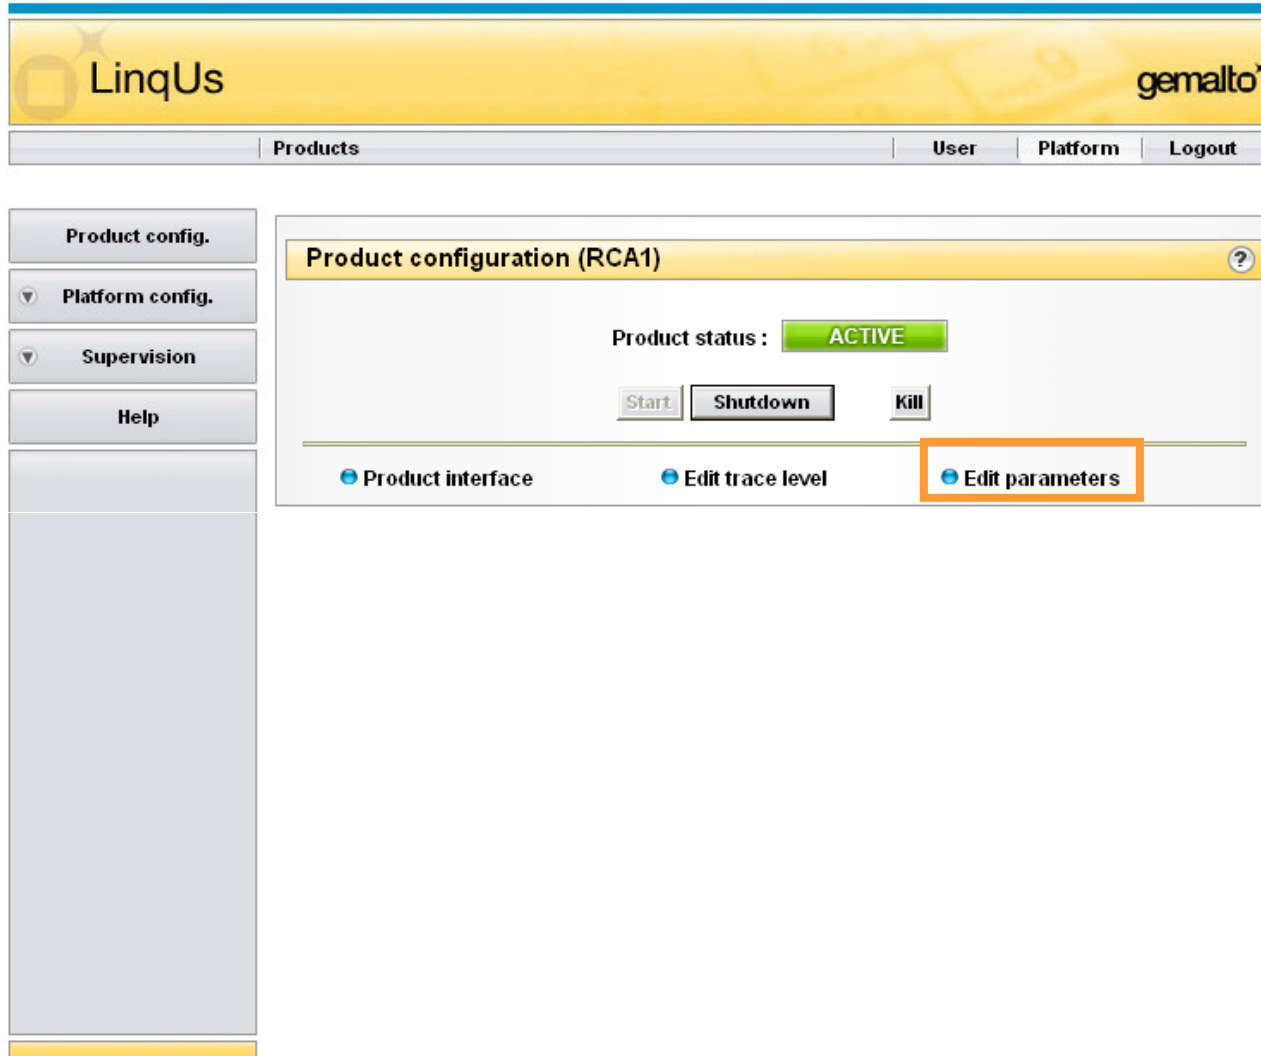 LinqUs
gemalto
Products User Platform Logout
Product config.
Platform config.
Supervision
Help
Product configuration (RCA1)
?
Product status : ACTIVE
Start Shutdown Kill
Product interface Edit trace level Edit parameters